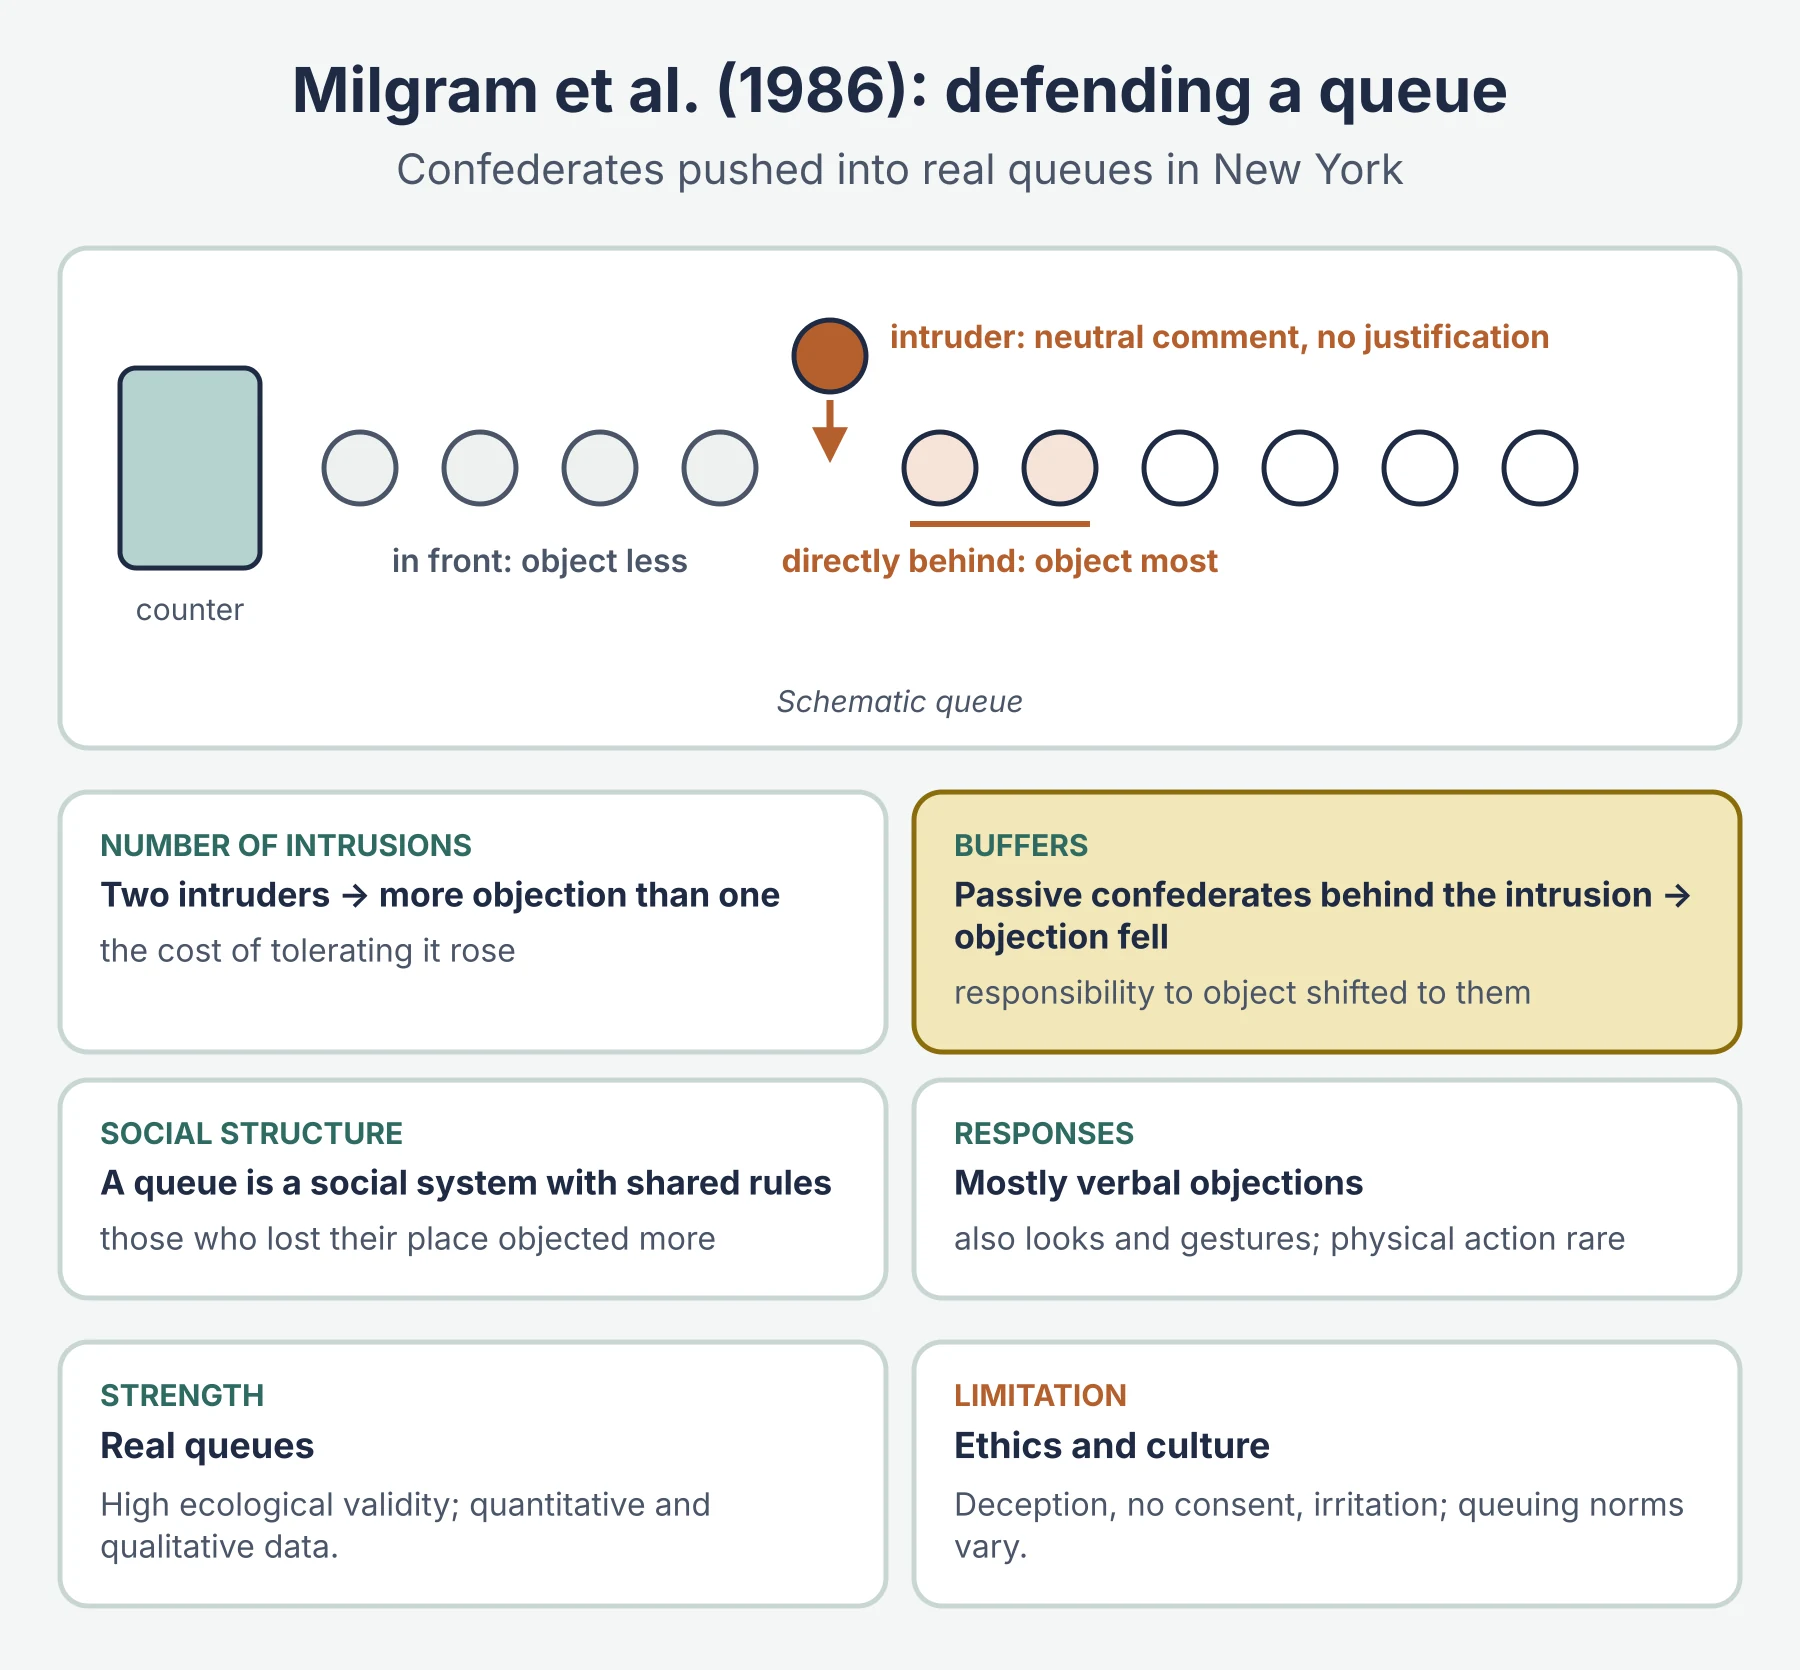 Milgram et al. (1986): defending a queue
Confederates pushed into real queues in New York
intruder: neutral comment, no justification
in front: object less
directly behind: object most
counter
Schematic queue
NUMBER OF INTRUSIONS
Two intruders → more objection than one
the cost of tolerating it rose
BUFFERS
Passive confederates behind the intrusion →
objection fell
responsibility to object shifted to them
SOCIAL STRUCTURE
A queue is a social system with shared rules
those who lost their place objected more
RESPONSES
Mostly verbal objections
also looks and gestures; physical action rare
STRENGTH
Real queues
High ecological validity; quantitative and
qualitative data.
LIMITATION
Ethics and culture
Deception, no consent, irritation; queuing norms
vary.